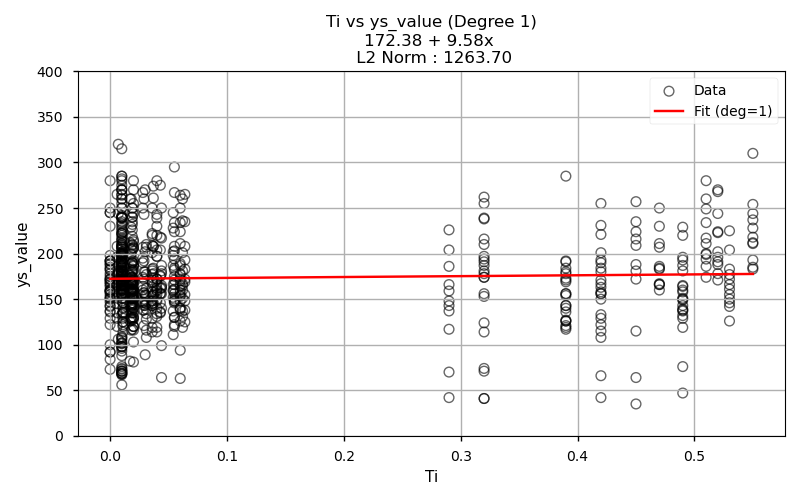 Ti vs ys_value (Degree 1)
172.38 + 9.58x
L2 Norm : 1263.70
400
350
300
250
200
150
100
50
0
ys_value
Data
Fit (deg=1)
0.0
0.1
0.2
0.3
0.4
0.5
Ti